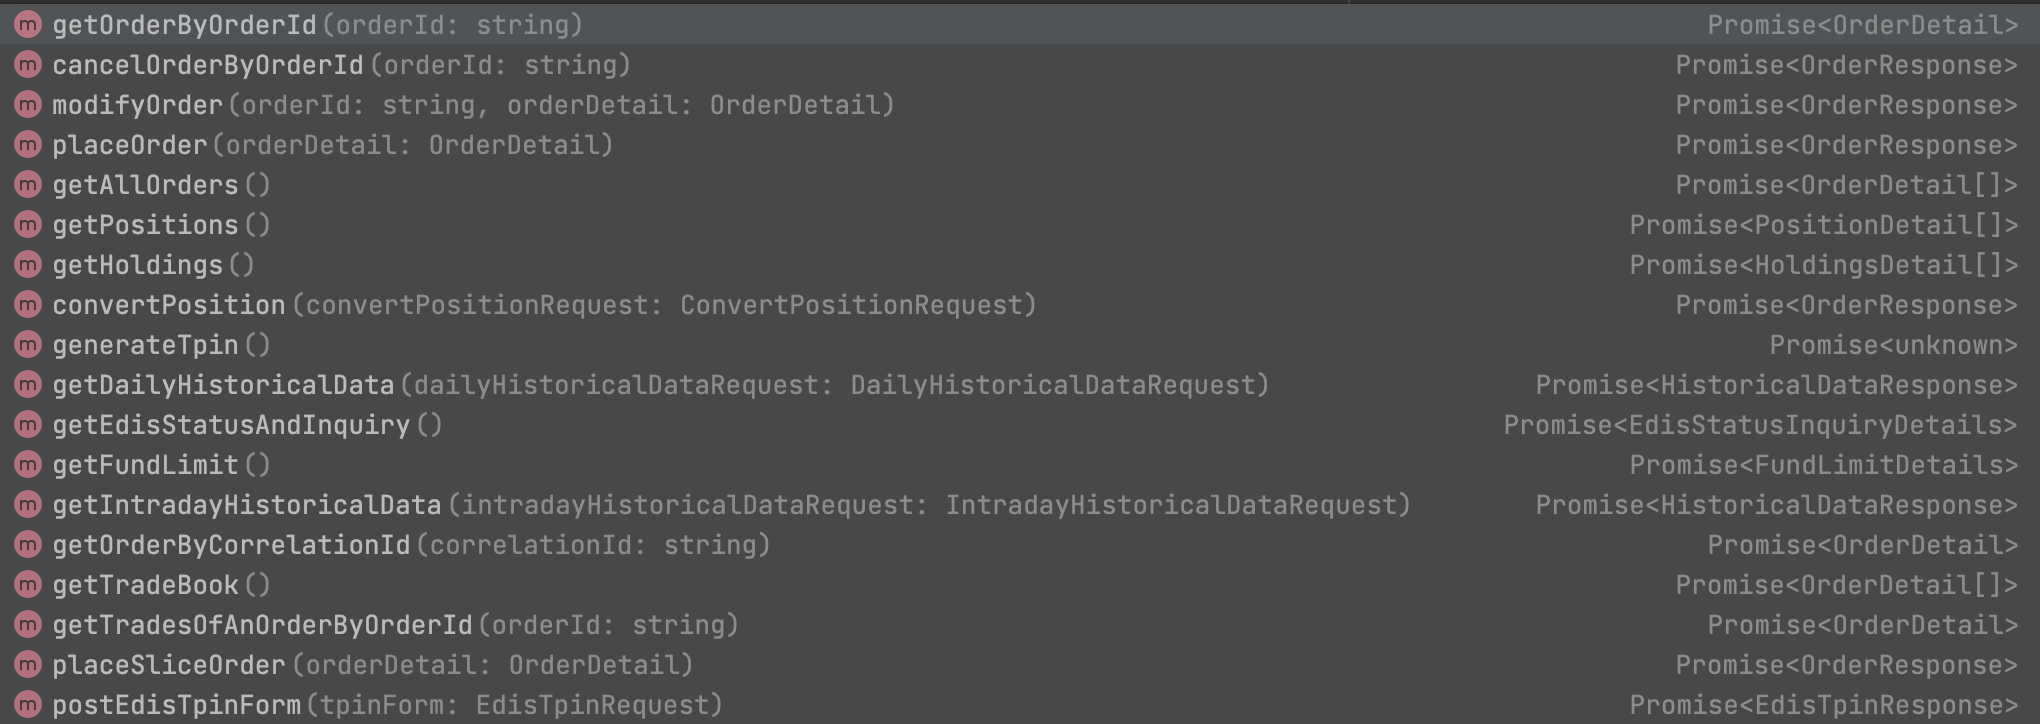 m getOrderByOrderId(orderId: string) Promise<OrderDetail>
m cancelOrderByOrderId(orderId: string) Promise<OrderResponse>
m modifyOrder(orderId: string, orderDetail: OrderDetail) Promise<OrderResponse>
m placeOrder(orderDetail: OrderDetail) Promise<OrderResponse>
m getAllOrders() Promise<OrderDetail[]>
m getPositions() Promise<PositionDetail[]>
m getHoldings() Promise<HoldingsDetail[]>
m convertPosition(convertPositionRequest: ConvertPositionRequest) Promise<OrderResponse>
m generateTpin() Promise<unknown>
m getDailyHistoricalData(dailyHistoricalDataRequest: DailyHistoricalDataRequest) Promise<HistoricalDataResponse>
m getEdisStatusAndInquiry() Promise<EdisStatusInquiryDetails>
m getFundLimit() Promise<FundLimitDetails>
m getIntradayHistoricalData(intradayHistoricalDataRequest: IntradayHistoricalDataRequest) Promise<HistoricalDataResponse>
m getOrderByCorrelationId(correlationId: string) Promise<OrderDetail>
m getTradeBook() Promise<OrderDetail[]>
m getTradesOfAnOrderByOrderId(orderId: string) Promise<OrderDetail>
m placeSliceOrder(orderDetail: OrderDetail) Promise<OrderResponse>
m postEdisTpinForm(tpinForm: EdisTpinRequest) Promise<EdisTpinResponse>